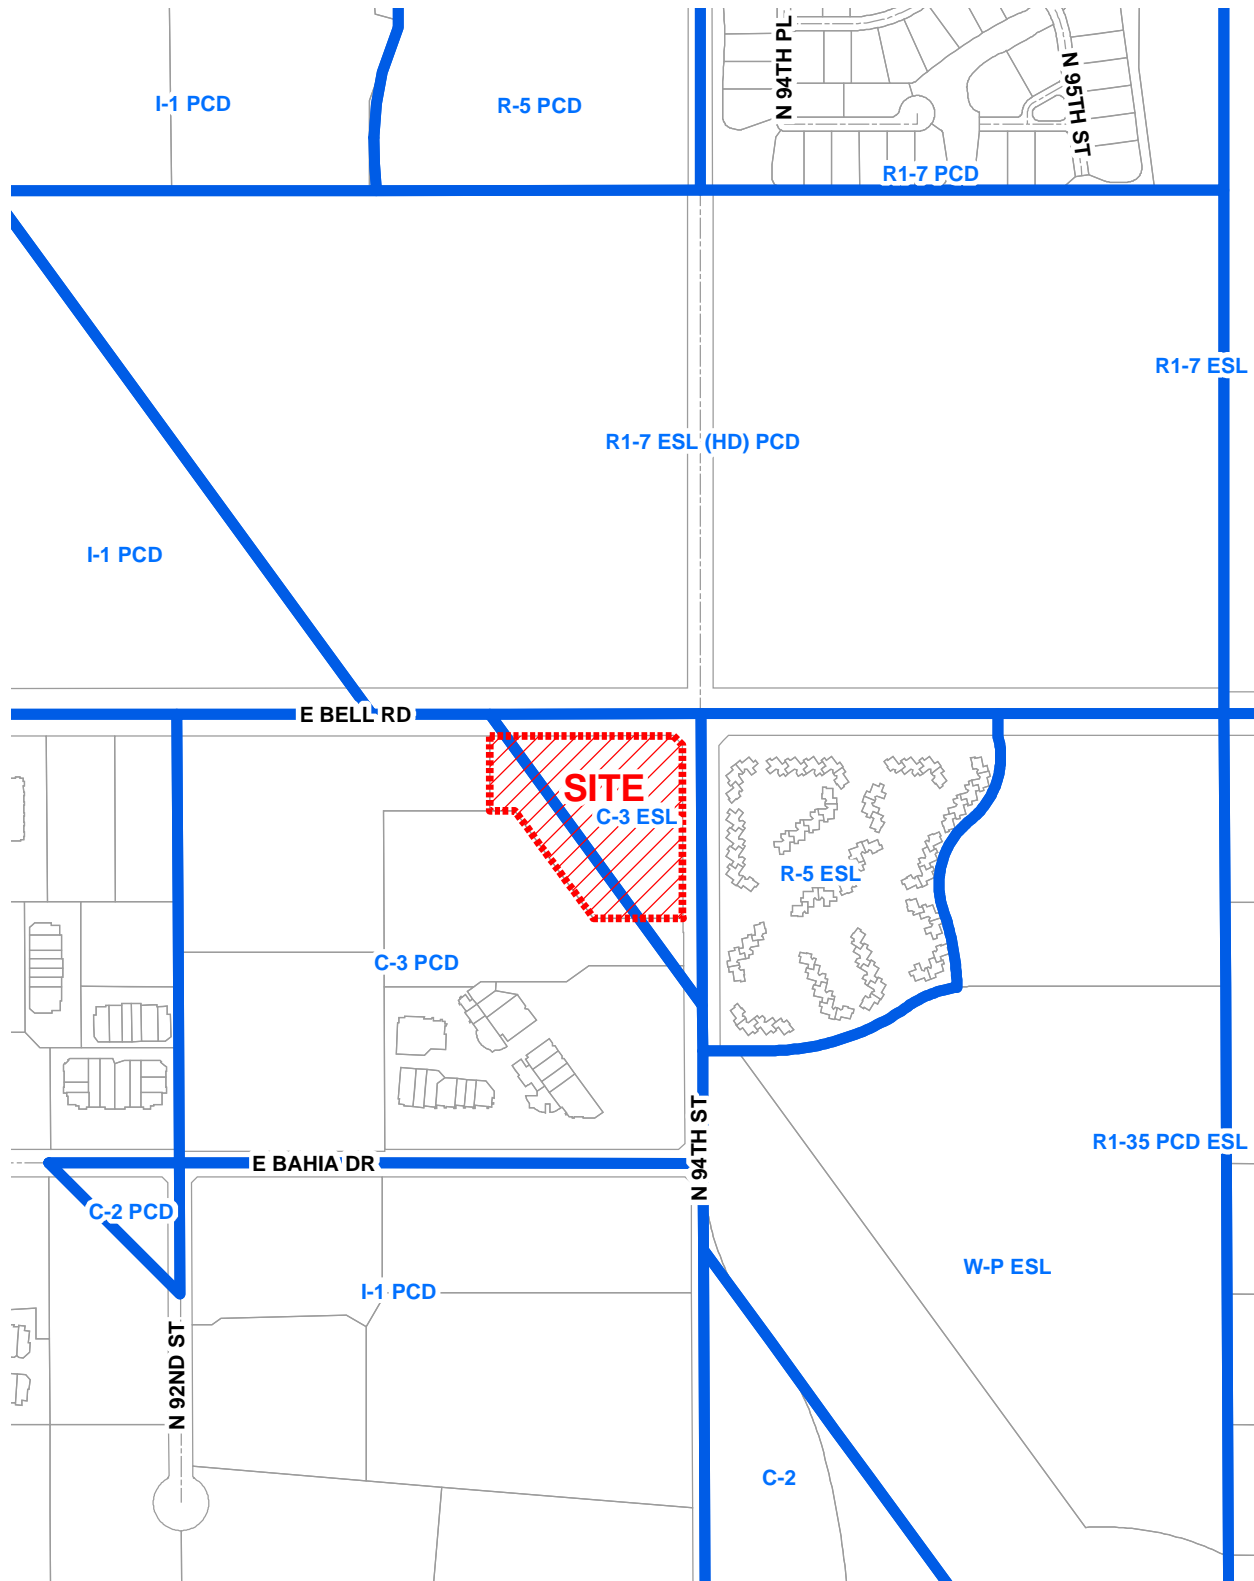 N 94TH PL
N 95TH ST
I-1 PCD
R-5 PCD
R1-7 PCD
R1-7 ESL
R1-7 ESL (HD) PCD
I-1 PCD
E BELL RD
SITE
C-3 ESL
R-5 ESL
C-3 PCD
N 94TH ST
R1-35 PCD ESL
E BAHIA DR
C-2 PCD
W-P ESL
I-1 PCD
N 92ND ST
C-2